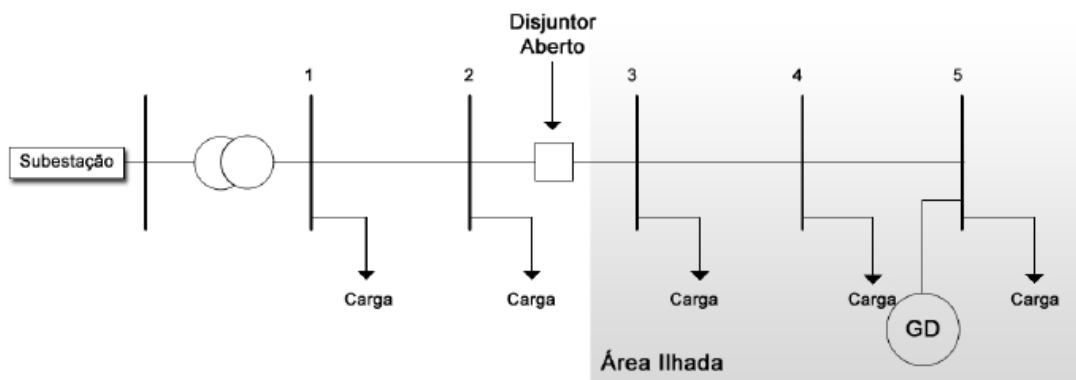 Disjuntor
Aberto
1
2
3
4
5
Subestação
Carga
Carga
Carga
Carga
Carga
GD
Área Ilhada